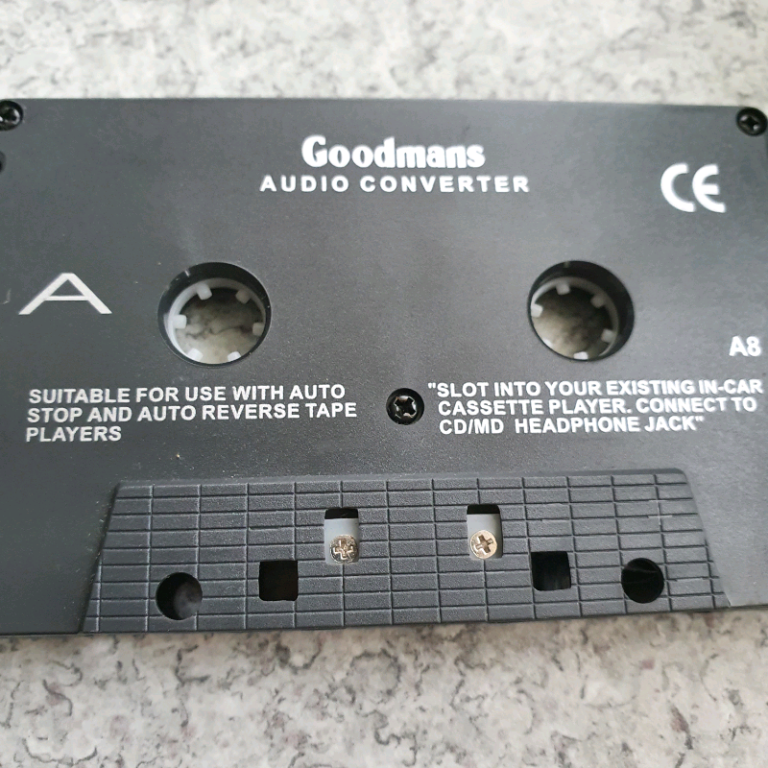 Goodmans
AUDIO CONVERTER
CE
A
A8
SUITABLE FOR USE WITH AUTO
STOP AND AUTO REVERSE TAPE
PLAYERS
"SLOT INTO YOUR EXISTING IN-CAR
CASSETTE PLAYER. CONNECT TO
CD/MD HEADPHONE JACK"